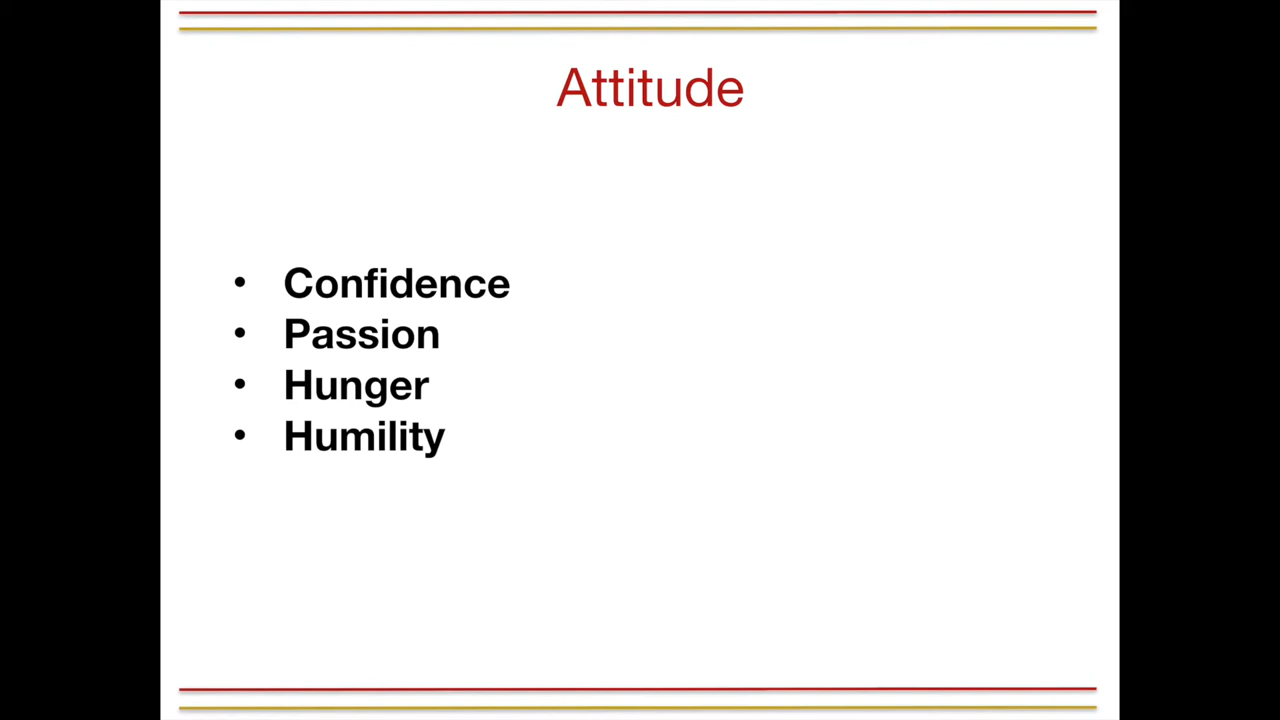 Attitude
• Confidence
• Passion
• Hunger
• Humility